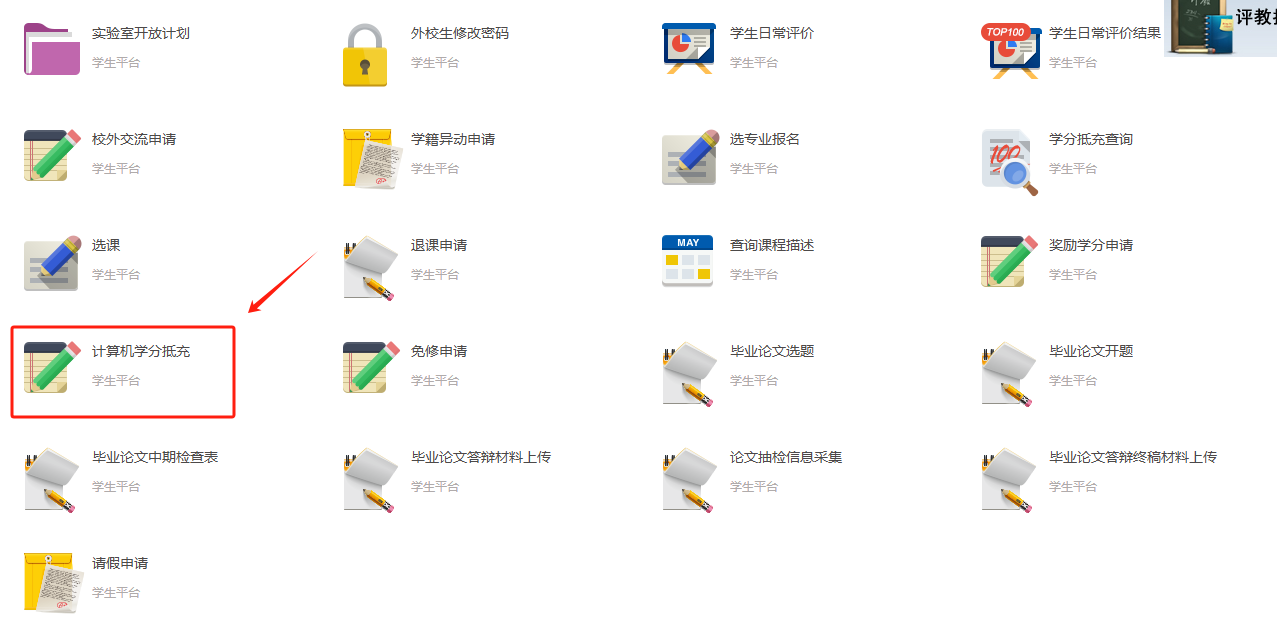 实验室开放计划
学生平台
外校生修改密码
学生平台
学生日常评价
学生平台
TOP100
学生日常评价结果
学生平台
评教
校外交流申请
学生平台
学籍异动申请
学生平台
选专业报名
学生平台
100
学分抵充查询
学生平台
选课
学生平台
退课申请
学生平台
MAY
查询课程描述
学生平台
奖励学分申请
学生平台
计算机学分抵充
学生平台
免修申请
学生平台
毕业论文选题
学生平台
毕业论文开题
学生平台
毕业论文中期检查表
学生平台
毕业论文答辩材料上传
学生平台
论文抽检信息采集
学生平台
毕业论文答辩终稿材料上传
学生平台
请假申请
学生平台